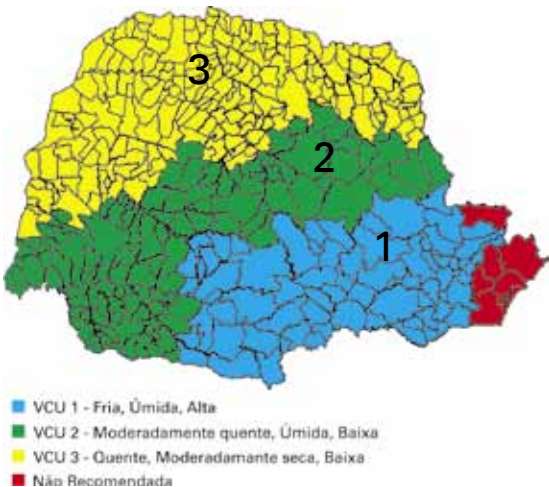 3
2
1
VCU 1 - Fria, Úmida, Alta
VCU 2 - Moderadamente quente, Úmida, Baixa
VCU 3 - Quente, Moderadamante seca, Baixa
Não Recomendada